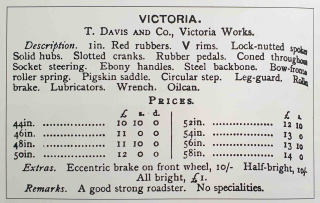 VICTORIA.
T. DAVIS AND CO., Victoria Works.
Description. 1in. Red rubbers. V rims. Lock-nutted spokes
Solid hubs. Slotted cranks. Rubber pedals. Coned throughout
Socket steering. Ebony handles. Steel backbone. Bow-front
roller spring. Pigskin saddle. Circular step. Leg-guard. Roller
brake. Lubricators. Wrench. Oilcan.
PRICES.
£ s. d. £ s.
44in. 10 10 0 52in. 12 10
46in. 11 0 0 54in. 13 0
48in. 11 10 0 56in. 13 10
50in. 12 0 0 58in. 14 0
Extras. Eccentric brake on front wheel, 10/- Half-bright, 10/-
All bright, £1.
Remarks. A good strong roadster. No specialities.